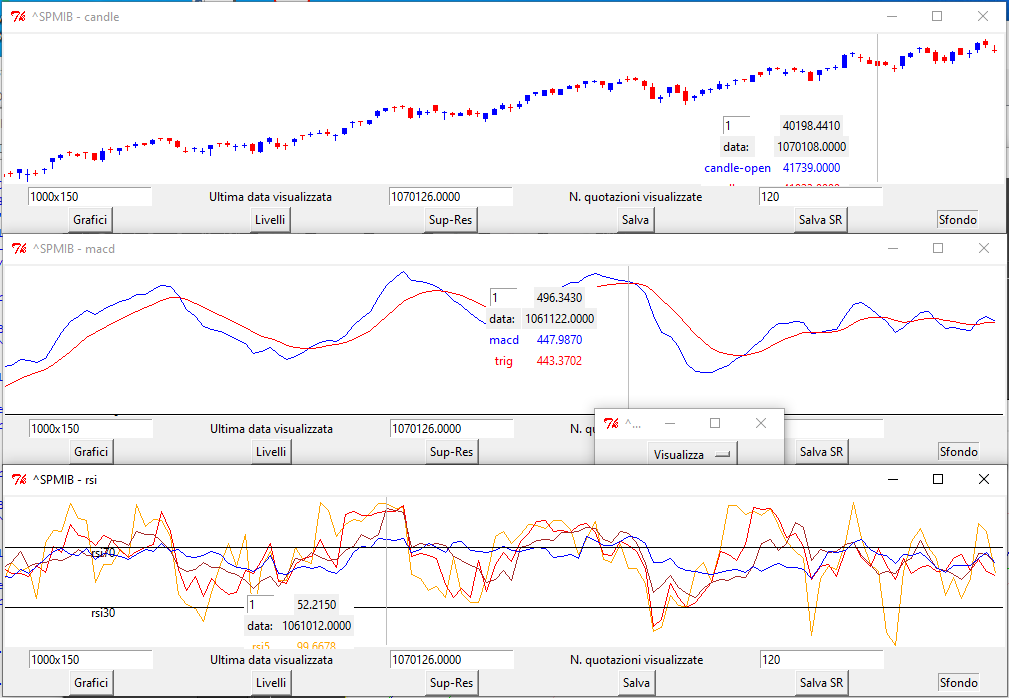 ^SPMIB - candle
1 40198.4410
data: 1070108.0000
candle-open 41739.0000
1000x150 Ultima data visualizzata 1070126.0000 N. quotazioni visualizzate 120
Grafici Livelli Sup-Res Salva Salva SR Sfondo
^SPMIB - macd
1 496.3430
data: 1061122.0000
macd 447.9870
trig 443.3702
1000x150 Ultima data visualizzata 1070126.0000 N. qu
^...
Grafici Livelli Sup-Res Visualizza Salva SR Sfondo
^SPMIB - rsi
rsi70
rsi30
1 52.2150
data: 1061012.0000
rsi5 99.6678
1000x150 Ultima data visualizzata 1070126.0000 N. quotazioni visualizzate 120
Grafici Livelli Sup-Res Salva Salva SR Sfondo